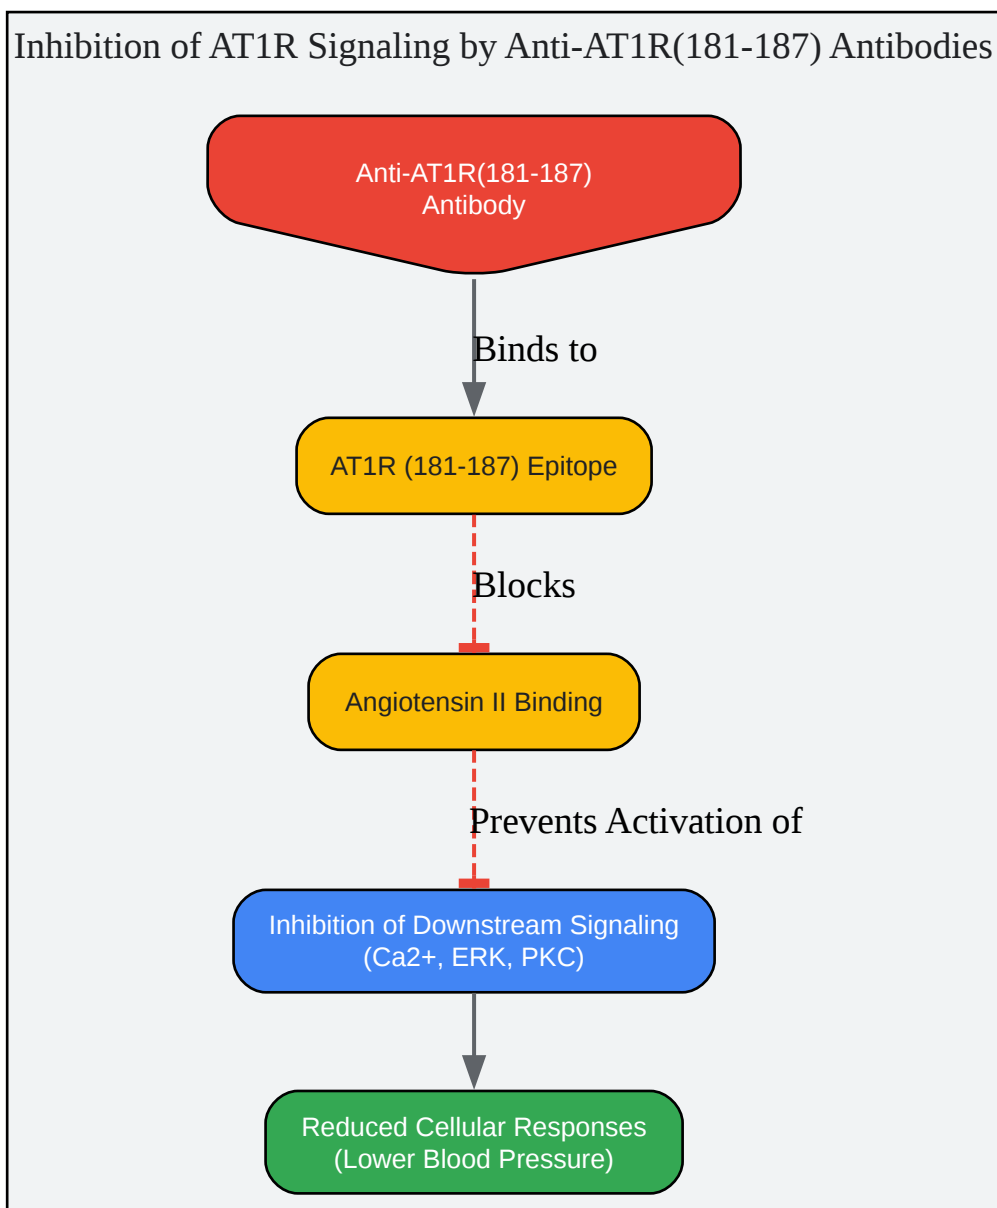 Inhibition of AT1R Signaling by Anti-AT1R(181-187) Antibodies
Anti-AT1R(181-187)
Antibody
Binds to
AT1R (181-187) Epitope
Blocks
Angiotensin II Binding
Prevents Activation of
Inhibition of Downstream Signaling
(Ca2+, ERK, PKC)
Reduced Cellular Responses
(Lower Blood Pressure)